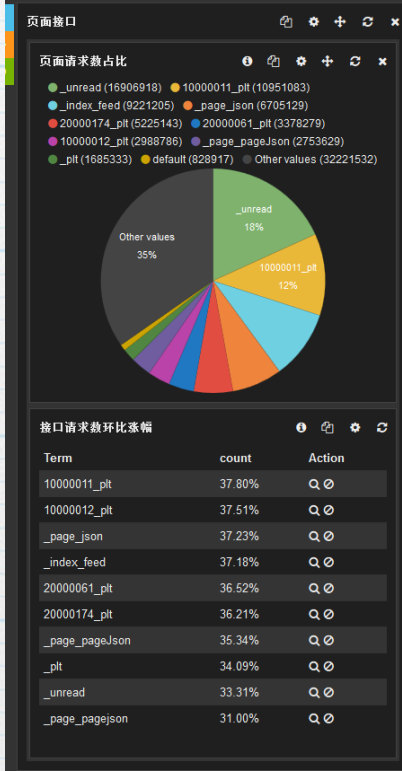 页面接口
页面请求数占比
_unread (16906918) 10000011_plt (10951083)
_index_feed (9221205) _page_json (6705129)
20000174_plt (5225143) 20000061_plt (3378279)
10000012_plt (2988786) _page_pageJson (2753629)
_plt (1685333) default (828917) Other values (32221532)
_unread
18%
Other values
35%
10000011_plt
12%
接口请求数环比涨幅
Term count Action
10000011_plt 37.80%
10000012_plt 37.51%
_page_json 37.23%
_index_feed 37.18%
20000061_plt 36.52%
20000174_plt 36.21%
_page_pageJson 35.34%
_plt 34.09%
_unread 33.31%
_page_pagejson 31.00%